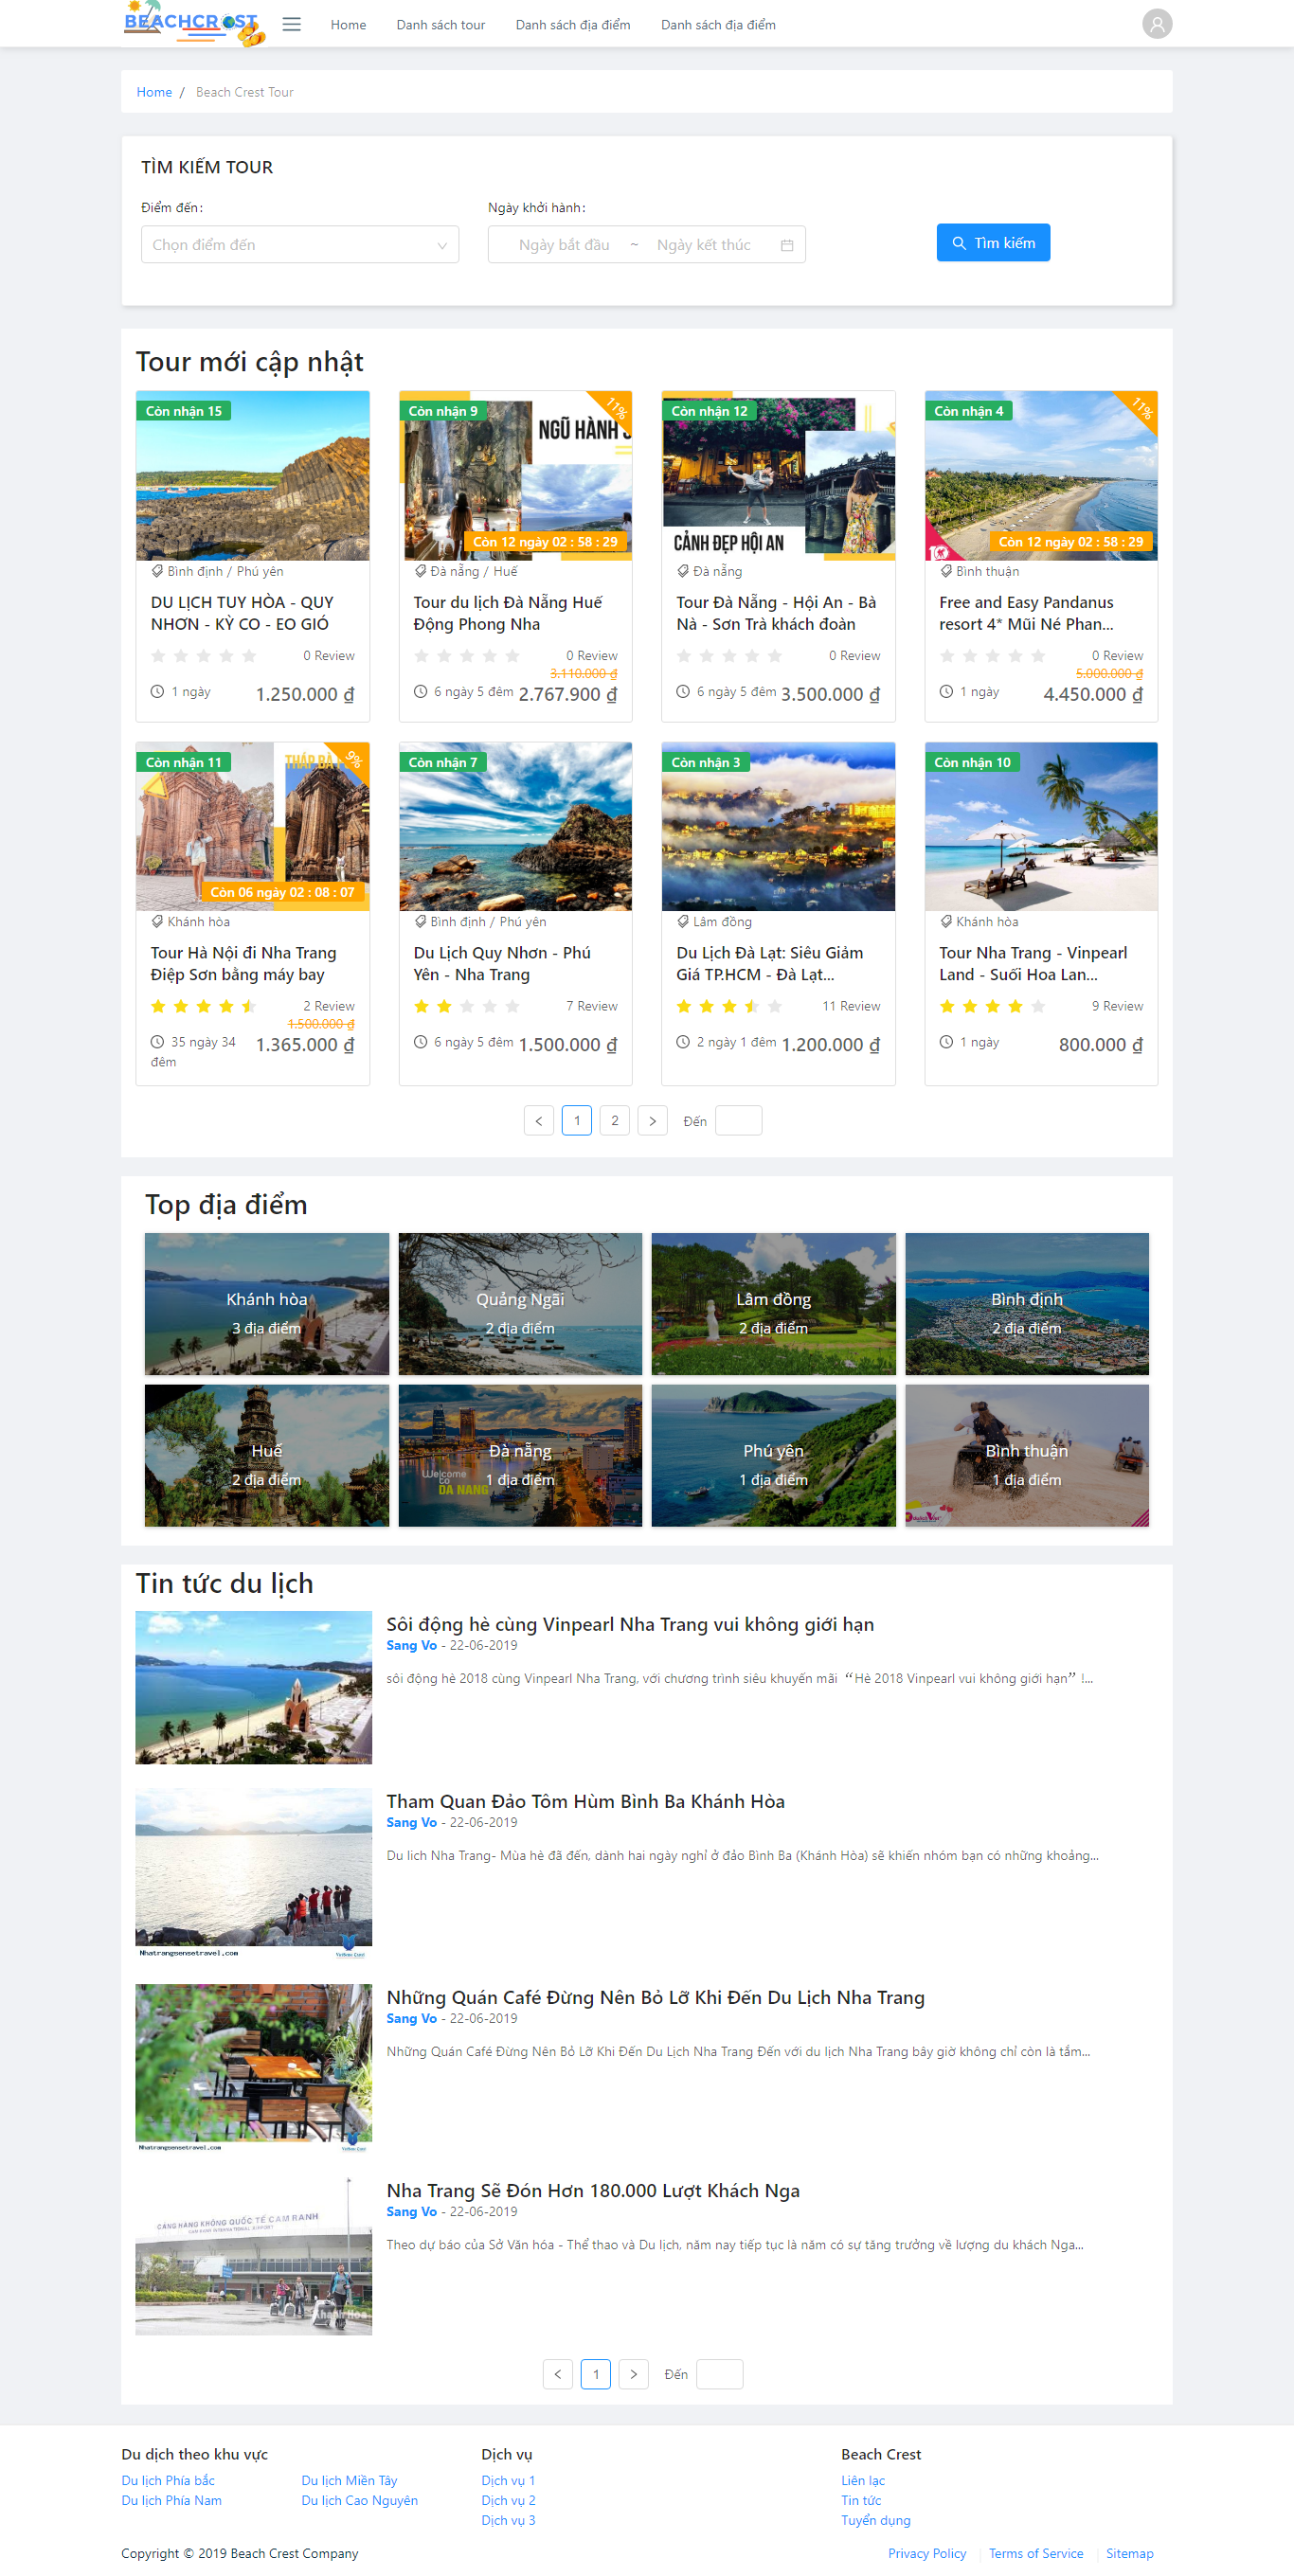 BEACHCREST
Home
Danh sách tour
Danh sách địa điểm
Danh sách địa điểm
Home / Beach Crest Tour
TÌM KIẾM TOUR
Điểm đến:
Ngày khởi hành:
Chọn điểm đến
Ngày bắt đầu ~ Ngày kết thúc
Tìm kiếm
Tour mới cập nhật
Còn nhận 15
Bình định / Phú yên
DU LỊCH TUY HÒA - QUY
NHƠN - KỲ CO - EO GIÓ
0 Review
1 ngày
1.250.000 ₫
Còn nhận 9
11%
NGŨ HÀNH
Còn 12 ngày 02 : 58 : 29
Đà nẵng / Huế
Tour du lịch Đà Nẵng Huế
Động Phong Nha
0 Review
3.110.000 ₫
6 ngày 5 đêm
2.767.900 ₫
Còn nhận 12
CẢNH ĐẸP HỘI AN
Đà nẵng
Tour Đà Nẵng - Hội An - Bà
Nà - Sơn Trà khách đoàn
0 Review
6 ngày 5 đêm
3.500.000 ₫
Còn nhận 4
11%
Còn 12 ngày 02 : 58 : 29
Bình thuận
Free and Easy Pandanus
resort 4* Mũi Né Phan...
0 Review
5.000.000 ₫
1 ngày
4.450.000 ₫
Còn nhận 11
9%
THÁP BÀ
Còn 06 ngày 02 : 08 : 07
Khánh hòa
Tour Hà Nội đi Nha Trang
Điệp Sơn bằng máy bay
2 Review
1.500.000 ₫
35 ngày 34
đêm
1.365.000 ₫
Còn nhận 7
Bình định / Phú yên
Du Lịch Quy Nhơn - Phú
Yên - Nha Trang
7 Review
6 ngày 5 đêm
1.500.000 ₫
Còn nhận 3
Lâm đồng
Du Lịch Đà Lạt: Siêu Giảm
Giá TP.HCM - Đà Lạt...
11 Review
2 ngày 1 đêm
1.200.000 ₫
Còn nhận 10
Khánh hòa
Tour Nha Trang - Vinpearl
Land - Suối Hoa Lan...
9 Review
1 ngày
800.000 ₫
1
2
Đến
Top địa điểm
Khánh hòa
3 địa điểm
Quảng Ngãi
2 địa điểm
Lâm đồng
2 địa điểm
Bình định
2 địa điểm
Huế
2 địa điểm
Đà nẵng
1 địa điểm
Welcome
to
DA NANG
Phú yên
1 địa điểm
Bình thuận
1 địa điểm
Tin tức du lịch
Sôi động hè cùng Vinpearl Nha Trang vui không giới hạn
Sang Vo - 22-06-2019
sôi động hè 2018 cùng Vinpearl Nha Trang, với chương trình siêu khuyến mãi “Hè 2018 Vinpearl vui không giới hạn” !...
Tham Quan Đảo Tôm Hùm Bình Ba Khánh Hòa
Sang Vo - 22-06-2019
Du lich Nha Trang- Mùa hè đã đến, dành hai ngày nghỉ ở đảo Bình Ba (Khánh Hòa) sẽ khiến nhóm bạn có những khoảng...
Nhatrangsensetravel.com
Những Quán Café Đừng Nên Bỏ Lỡ Khi Đến Du Lịch Nha Trang
Sang Vo - 22-06-2019
Những Quán Café Đừng Nên Bỏ Lỡ Khi Đến Du Lịch Nha Trang Đến với du lịch Nha Trang bây giờ không chỉ còn là tắm...
Nhatrangsensetravel.com
Nha Trang Sẽ Đón Hơn 180.000 Lượt Khách Nga
Sang Vo - 22-06-2019
Theo dự báo của Sở Văn hóa - Thể thao và Du lịch, năm nay tiếp tục là năm có sự tăng trưởng về lượng du khách Nga...
CẢNG HÀNG KHÔNG QUỐC TẾ CAM RANH
CAM RANH INTERNATIONAL AIRPORT
Khanh Hoa
1
Đến
Du dịch theo khu vực
Du lịch Phía bắc
Du lịch Miền Tây
Du lịch Phía Nam
Du lịch Cao Nguyên
Dịch vụ
Dịch vụ 1
Dịch vụ 2
Dịch vụ 3
Beach Crest
Liên lạc
Tin tức
Tuyển dụng
Copyright © 2019 Beach Crest Company
Privacy Policy
Terms of Service
Sitemap